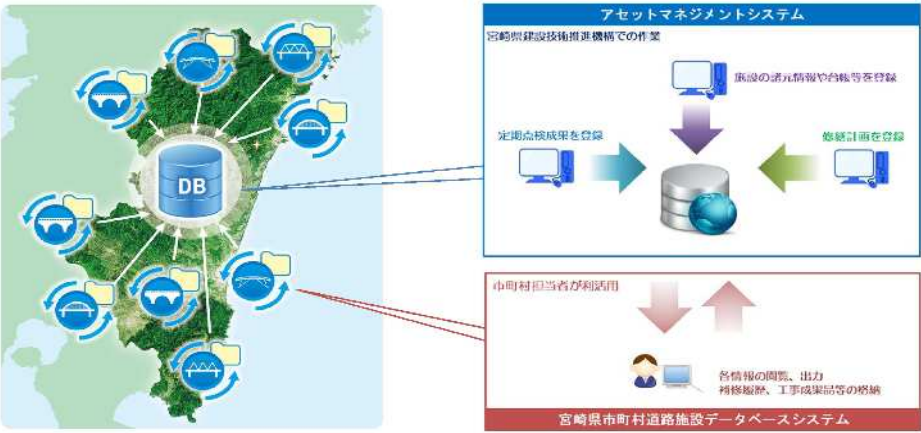 DB
アセットマネジメントシステム
宮崎県建設技術推進機構での作業
施設の諸元情報や台帳等を登録
定期点検成果を登録
修繕計画を登録
市町村担当者が利活用
各情報の閲覧、出力
補修履歴、工事成果品等の格納
宮崎県市町村道路施設データベースシステム